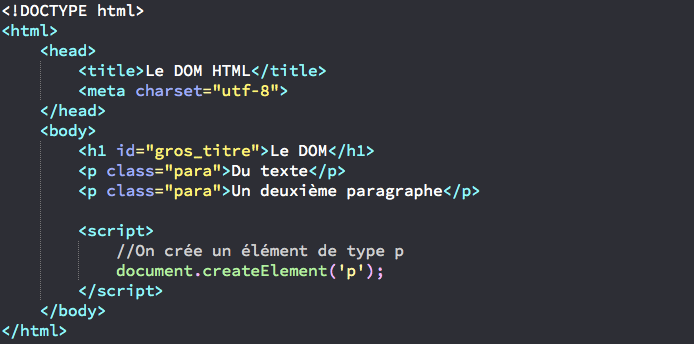 <!DOCTYPE html>
<html>
<head>
<title>Le DOM HTML</title>
<meta charset="utf-8">
</head>
<body>
<h1 id="gros_titre">Le DOM</h1>
<p class="para">Du texte</p>
<p class="para">Un deuxième paragraphe</p>
<script>
//On crée un élément de type p
document.createElement('p');
</script>
</body>
</html>